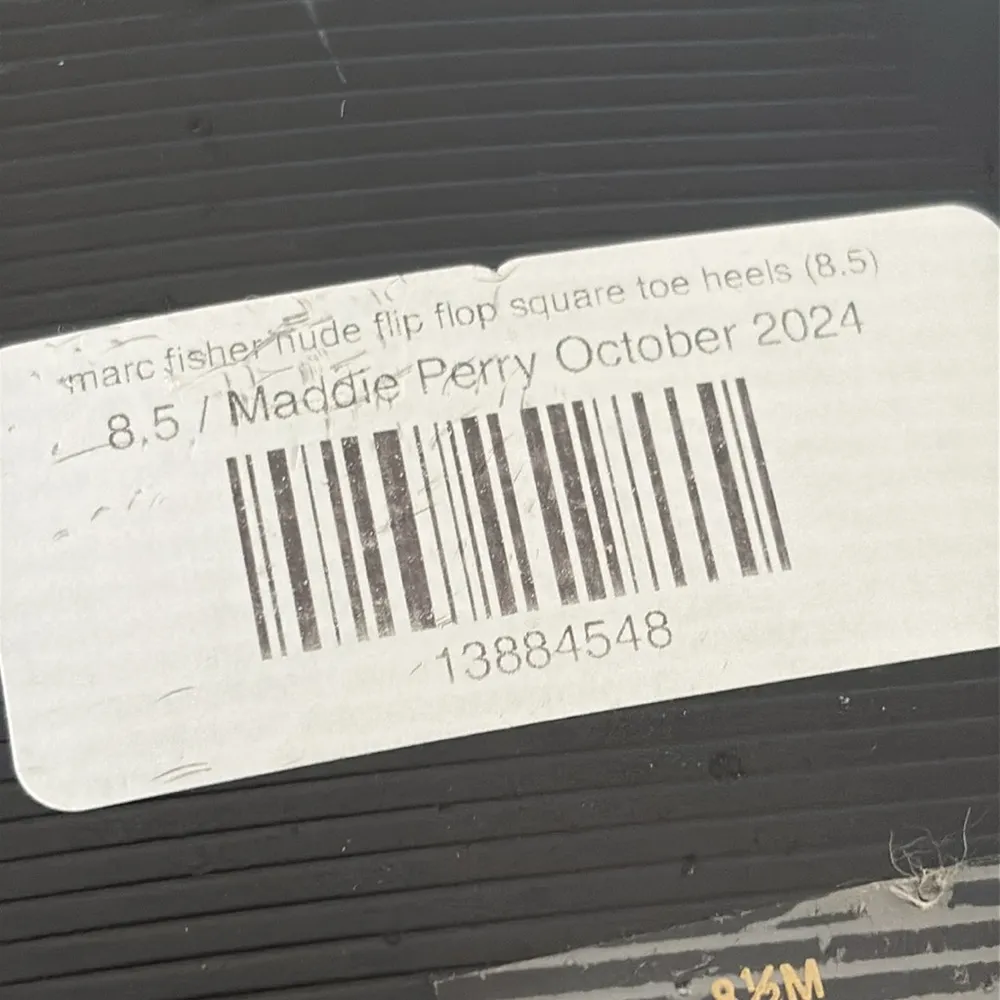 marc fisher nude flip flop square toe heels (8.5)
8.5 / Maddie Perry October 2024
13884548
8½M